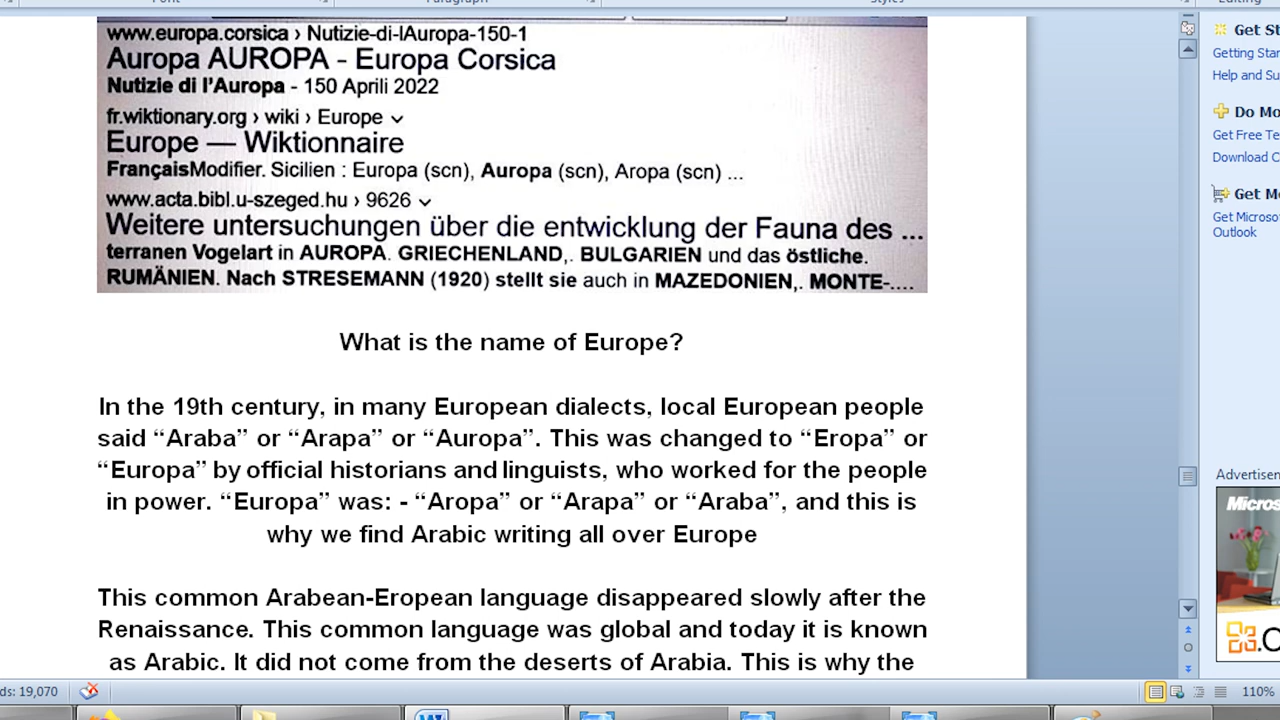 www.europa.corsica › Nutizie-di-lAuropa-150-1
Auropa AUROPA - Europa Corsica
Nutizie di l’Auropa - 150 Aprili 2022
fr.wiktionary.org › wiki › Europe
Europe — Wiktionnaire
FrançaisModifier. Sicilien : Europa (scn), Auropa (scn), Aropa (scn) ...
www.acta.bibl.u-szeged.hu › 9626
Weitere untersuchungen über die entwicklung der Fauna des ...
terranen Vogelart in AUROPA. GRIECHENLAND,. BULGARIEN und das östliche.
RUMÄNIEN. Nach STRESEMANN (1920) stellt sie auch in MAZEDONIEN,. MONTE-....
What is the name of Europe?
In the 19th century, in many European dialects, local European people
said “Araba” or “Arapa” or “Auropa”. This was changed to “Eropa” or
“Europa” by official historians and linguists, who worked for the people
in power. “Europa” was: - “Aropa” or “Arapa” or “Araba”, and this is
why we find Arabic writing all over Europe
This common Arabean-Eropean language disappeared slowly after the
Renaissance. This common language was global and today it is known
as Arabic. It did not come from the deserts of Arabia. This is why the
Get St
Getting Star
Help and Su
Do Mo
Get Free Te
Download C
Get Mo
Get Microsof
Outlook
Advertisem
Micros
.O
ds: 19,070
110%